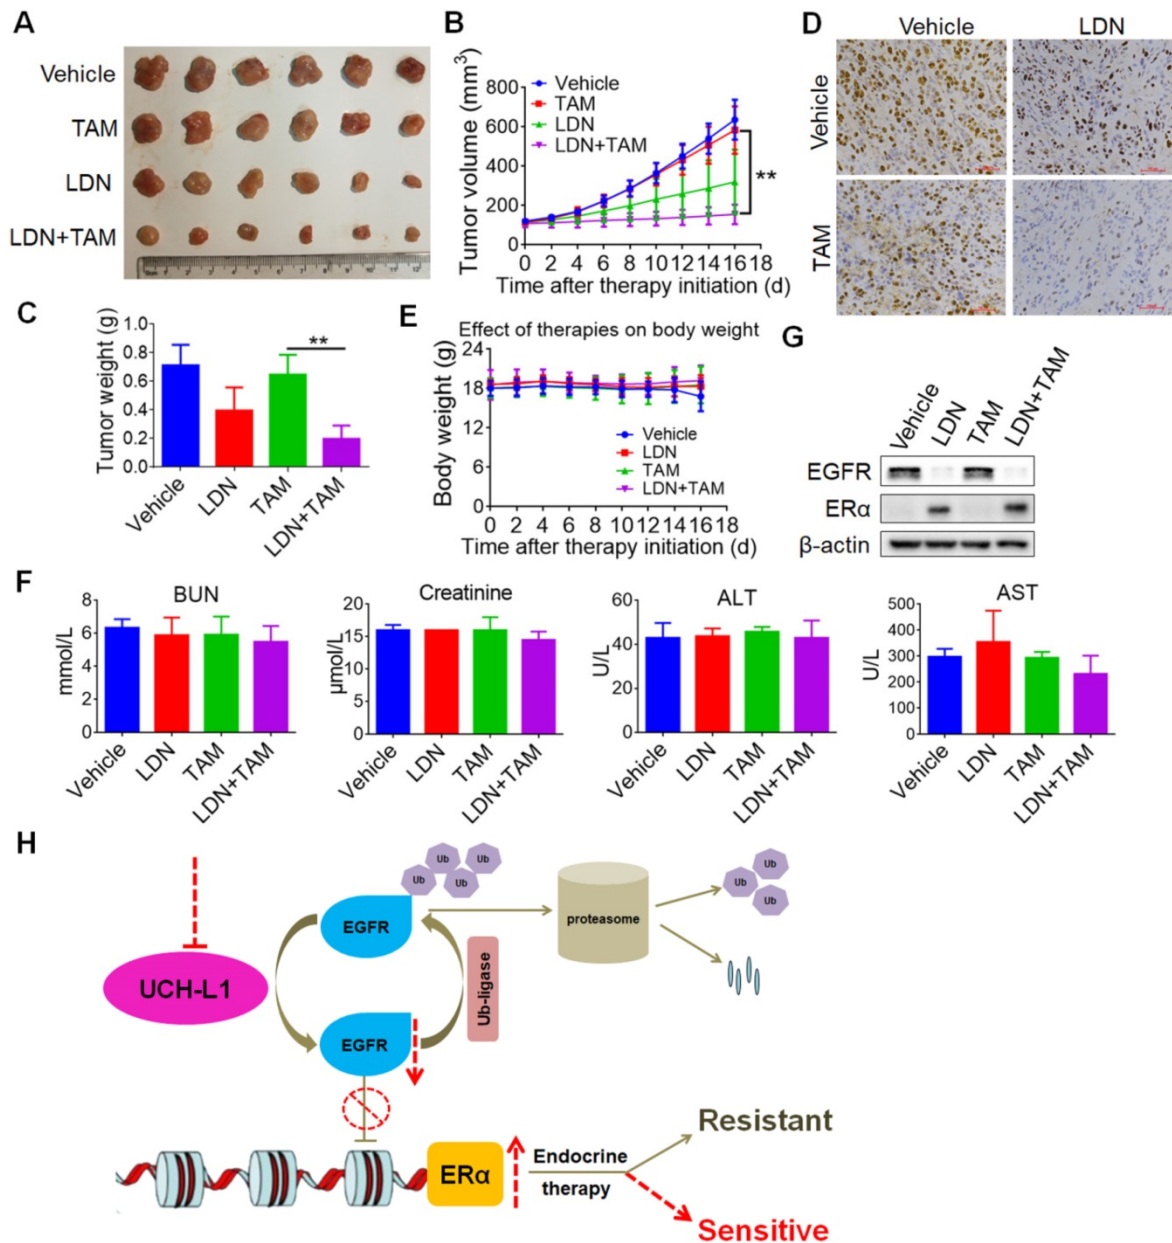 A
Vehicle
TAM
LDN
LDN+TAM
B
Tumor volume (mm³)
800
600
400
200
0
Vehicle
TAM
LDN
LDN+TAM
**
0 2 4 6 8 10 12 14 16 18
Time after therapy initiation (d)
D
Vehicle LDN
Vehicle
TAM
C
Tumor weight (g)
1.0
0.8
0.6
0.4
0.2
0.0
**
Vehicle
LDN
TAM
LDN+TAM
E
Effect of therapies on body weight
Body weight (g)
24
18
12
6
0
Vehicle
LDN
TAM
LDN+TAM
0 2 4 6 8 10 12 14 16 18
Time after therapy initiation (d)
G
Vehicle
LDN
TAM
LDN+TAM
EGFR
ERα
β-actin
F
BUN
mmol/L
8
6
4
2
0
Vehicle
LDN
TAM
LDN+TAM
Creatinine
μmol/L
20
15
10
5
0
Vehicle
LDN
TAM
LDN+TAM
ALT
U/L
60
40
20
0
Vehicle
LDN
TAM
LDN+TAM
AST
U/L
500
400
300
200
100
0
Vehicle
LDN
TAM
LDN+TAM
H
Ub
Ub
Ub
Ub
Ub
EGFR
proteasome
Ub
Ub
Ub
UCH-L1
Ub-ligase
EGFR
ERα
Endocrine
therapy
Resistant
Sensitive